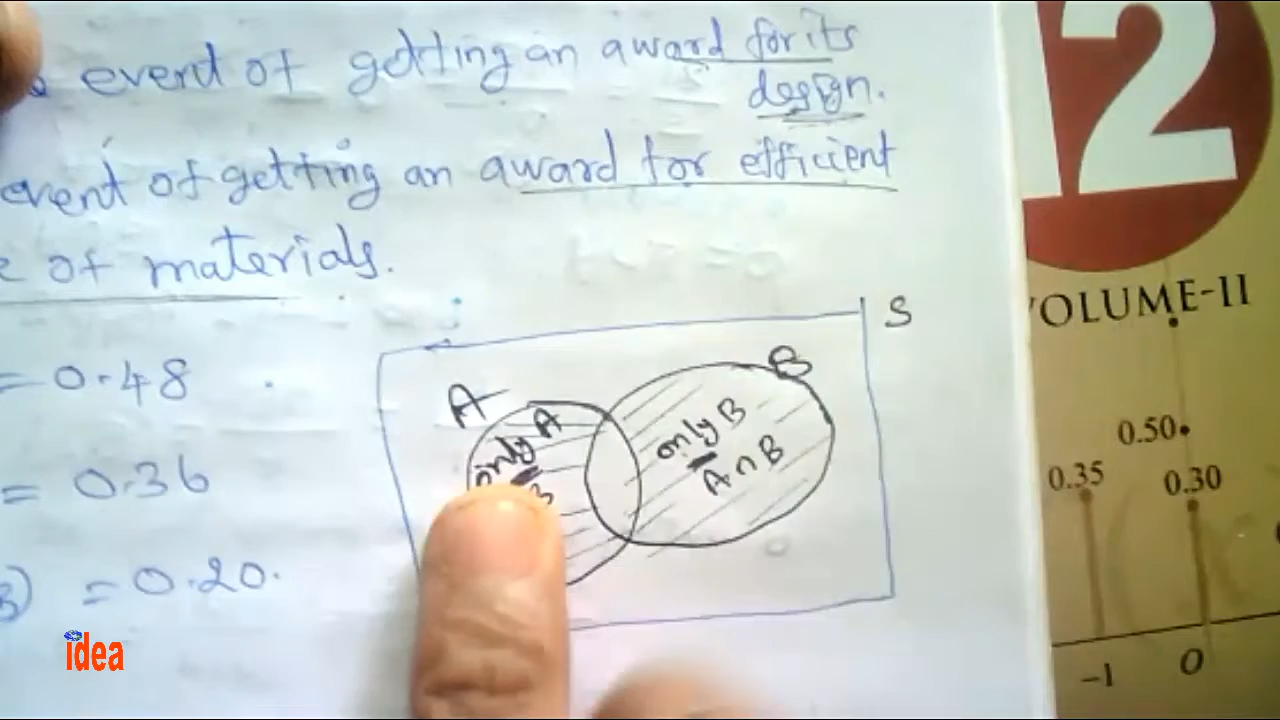 event of getting an award for its
design.
event of getting an award for efficient
of materials.
S
= 0.48
= 0.36
) = 0.20.
A
B
only A
only B
A ∩ B
B
idea
12
VOLUME-II
0.50
0.35
0.30
-1
0